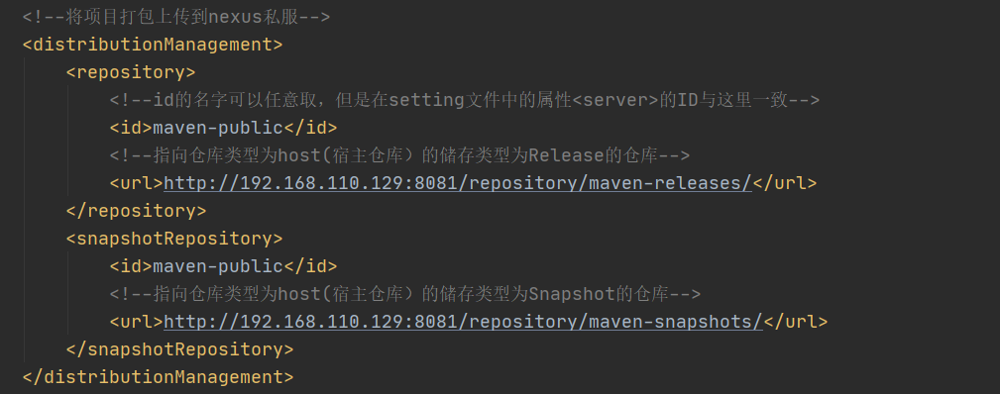 <!--将项目打包上传到nexus私服-->
<distributionManagement>
    <repository>
        <!--id的名字可以任意取，但是在setting文件中的属性<server>的ID与这里一致-->
        <id>maven-public</id>
        <!--指向仓库类型为host(宿主仓库）的储存类型为Release的仓库-->
        <url>http://192.168.110.129:8081/repository/maven-releases/</url>
    </repository>
    <snapshotRepository>
        <id>maven-public</id>
        <!--指向仓库类型为host(宿主仓库）的储存类型为Snapshot的仓库-->
        <url>http://192.168.110.129:8081/repository/maven-snapshots/</url>
    </snapshotRepository>
</distributionManagement>